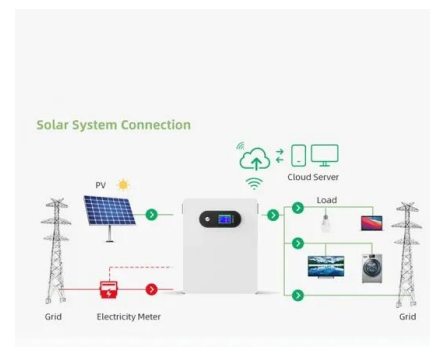 Solar System Connection
Cloud Server
PV
Load
Grid
Electricity Meter
Grid